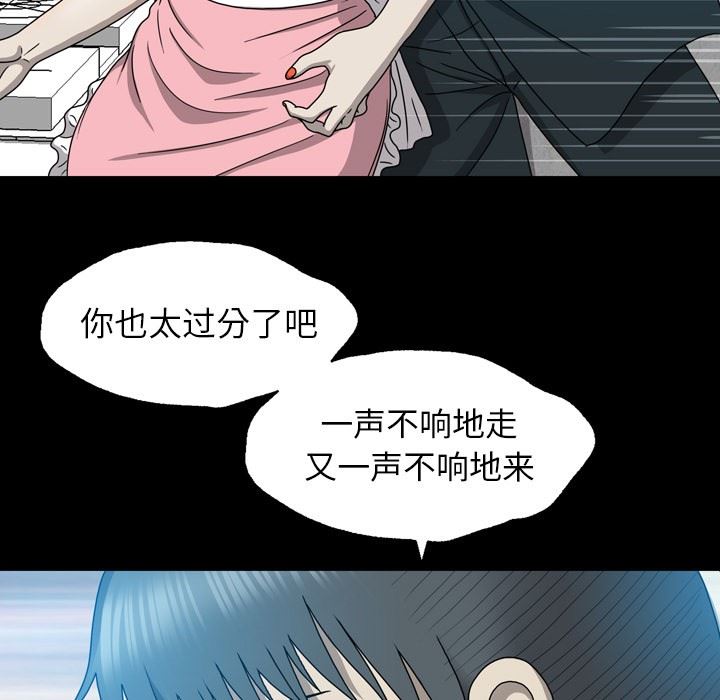 你也太过分了吧
一声不响地走
又一声不响地来